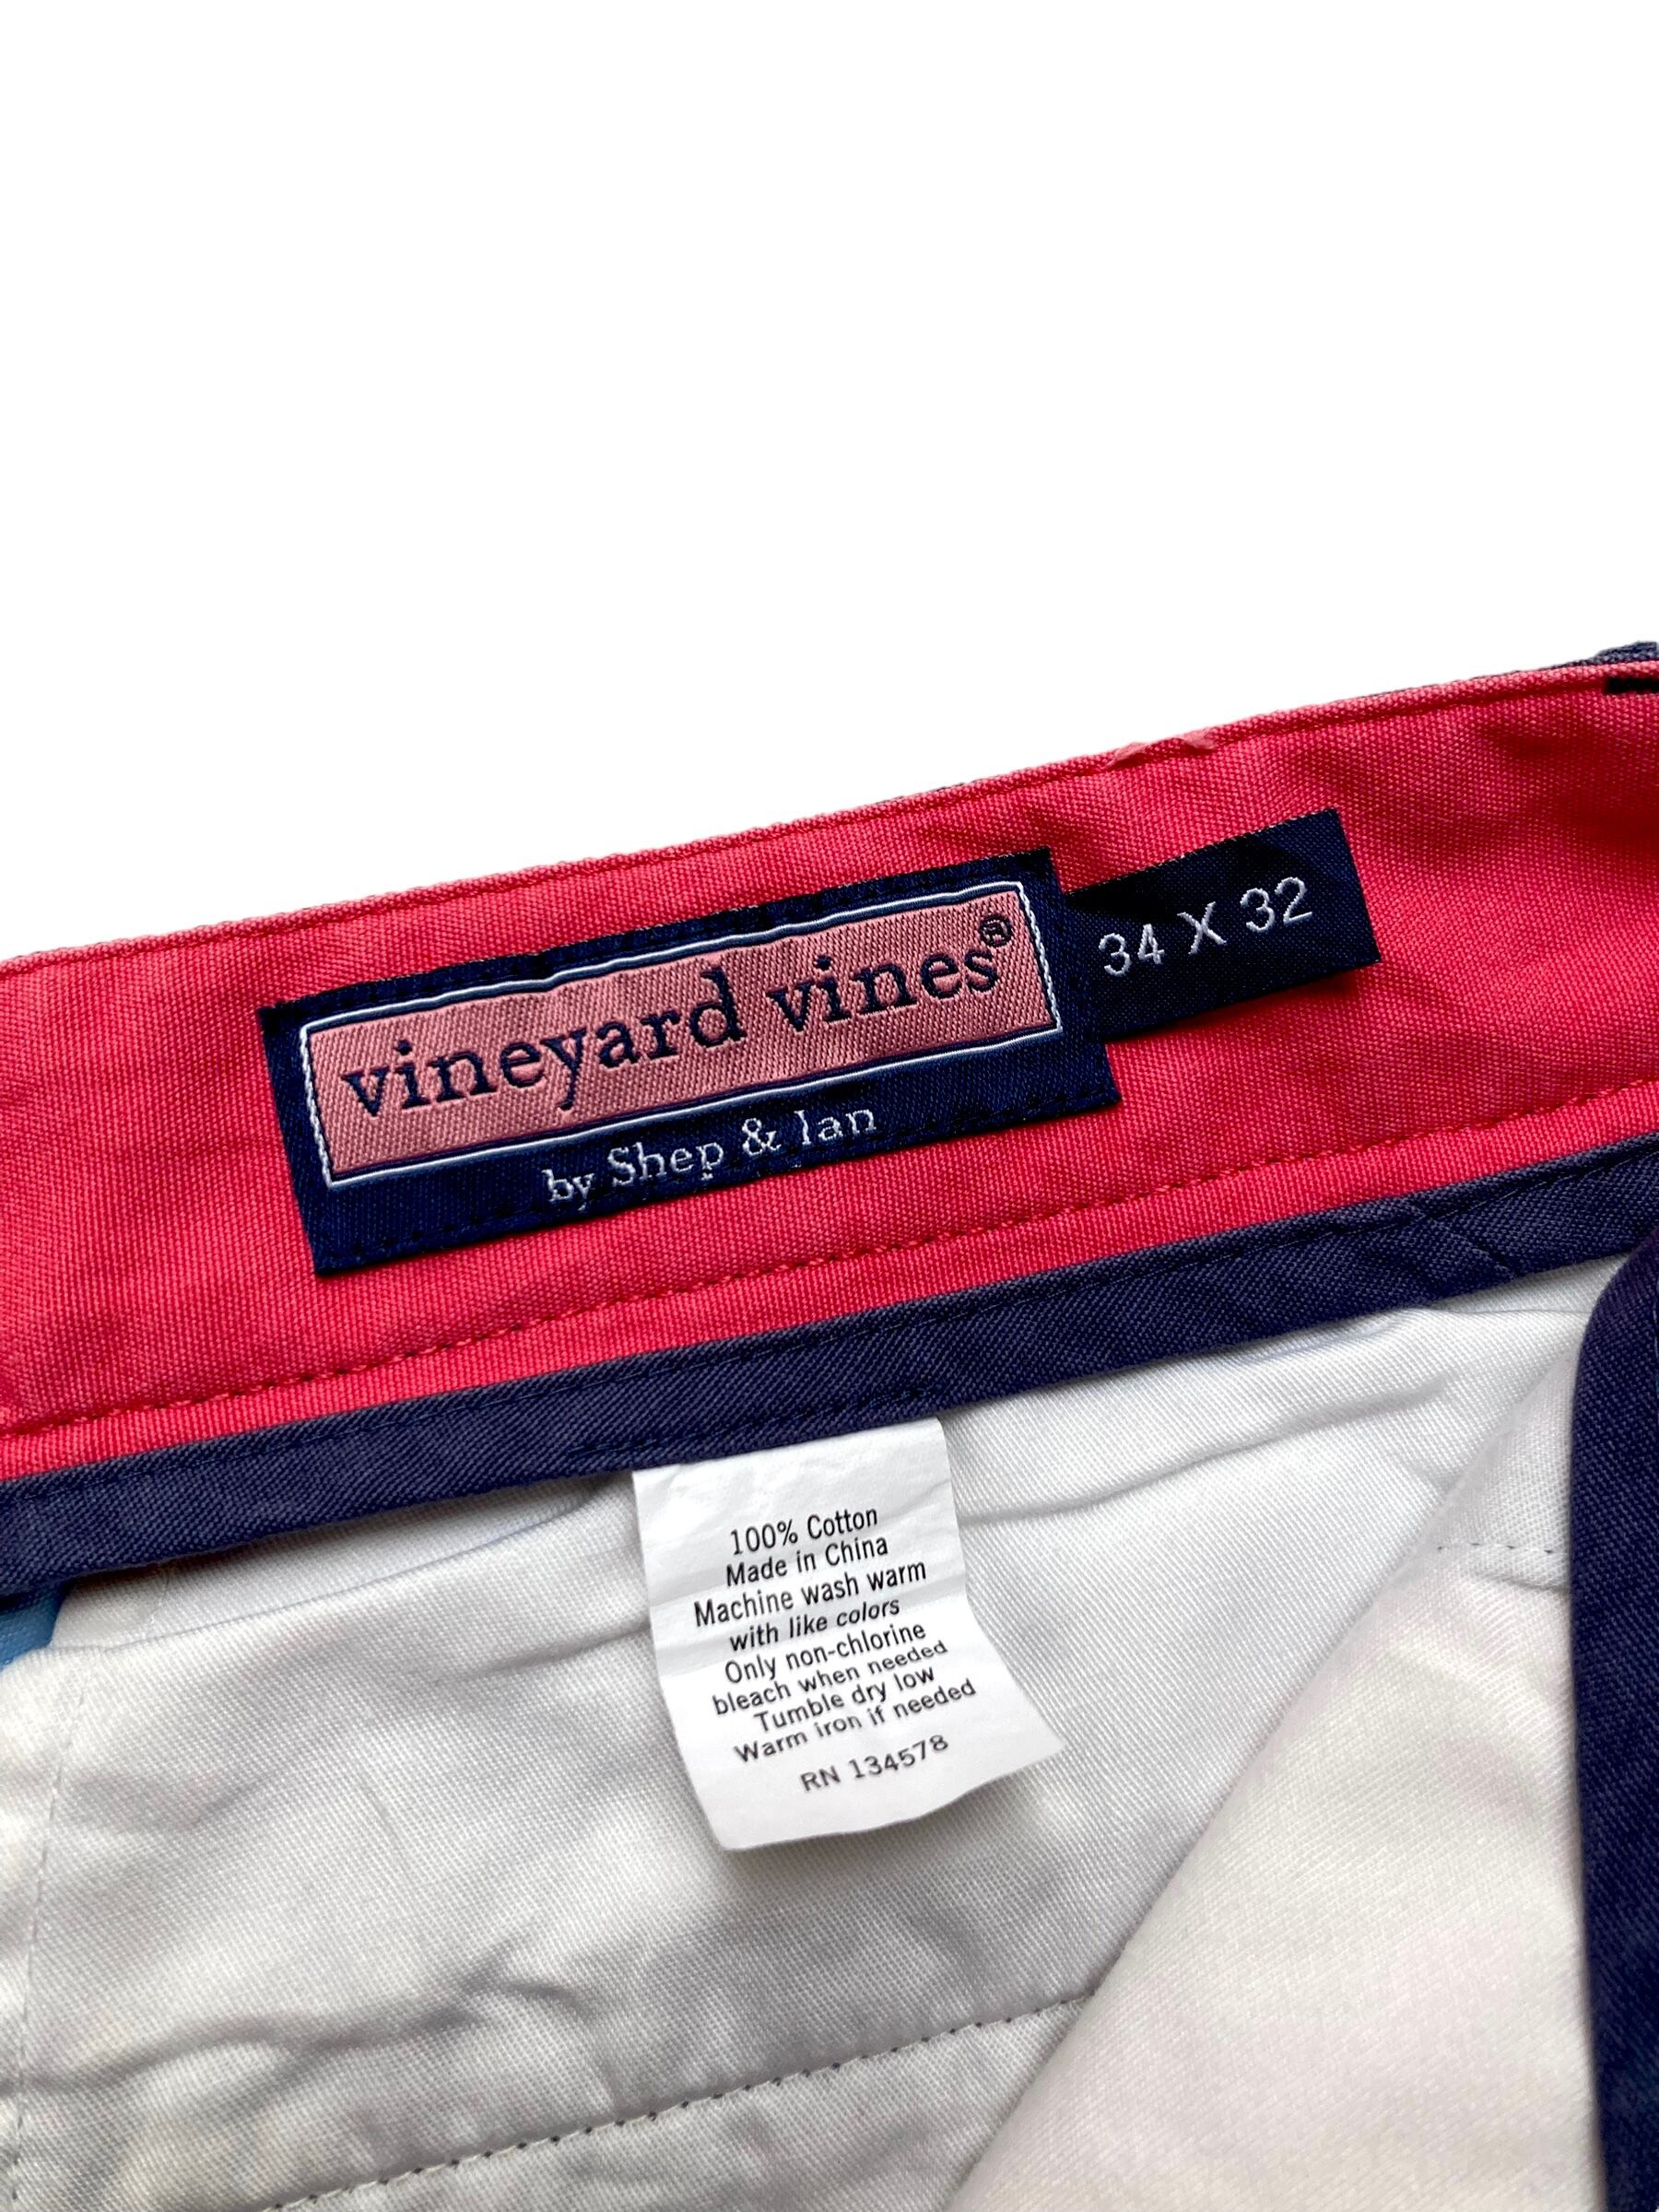 vineyard vines®
by Shep & Ian
34 X 32
100% Cotton
Made in China
Machine wash warm
with like colors
Only non-chlorine
bleach when needed
Tumble dry low
Warm iron if needed
RN 134578